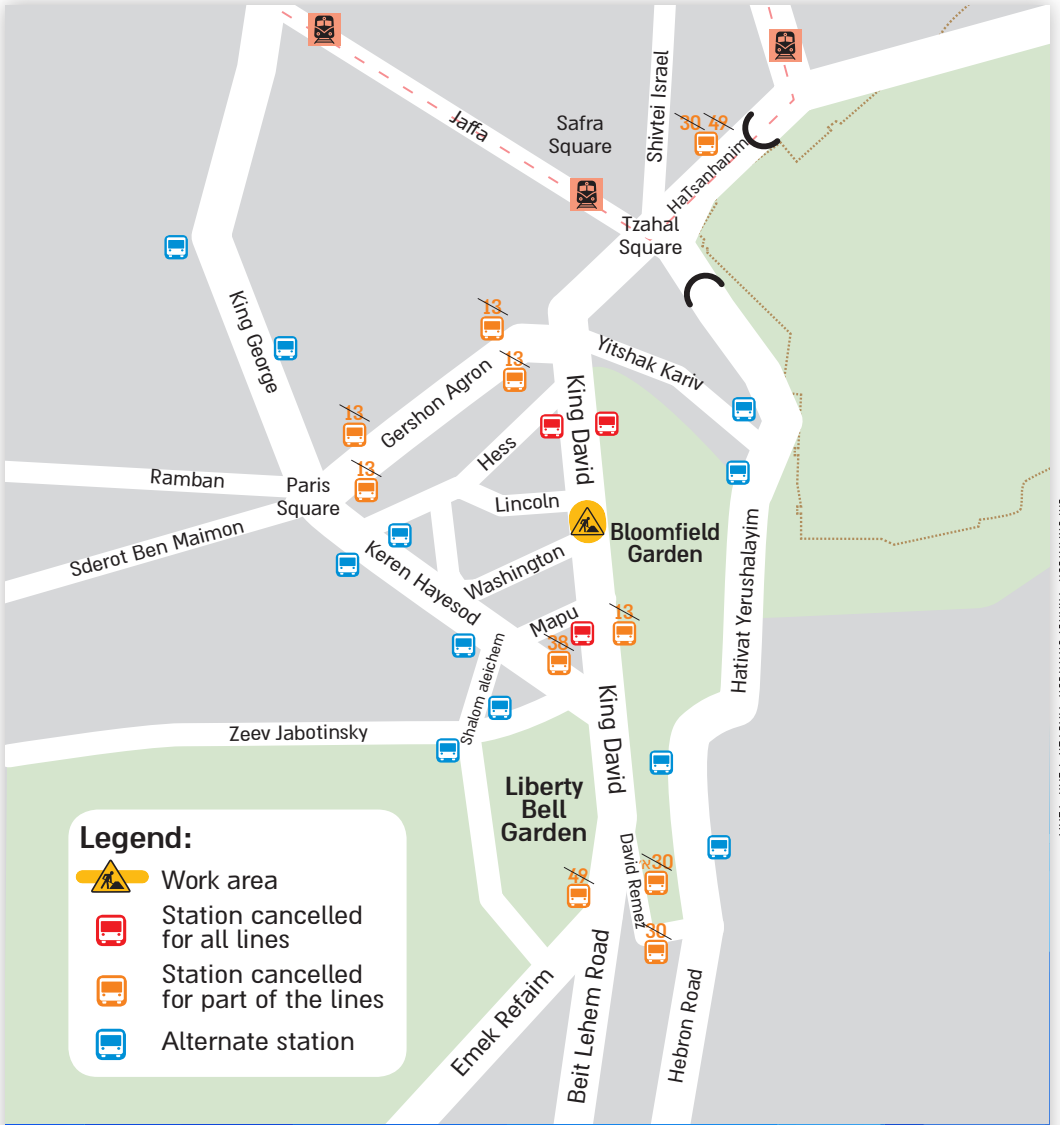 Jaffa
Safra
Square
Shivtei Israel
30 49
HaTsanhanim
Tzahal
Square
King George
13
13
Yitshak Kariv
Gershon Agron
13
King David
Hess
13
Ramban
Paris
Square
Lincoln
Sderot Ben Maimon
Bloomfield
Garden
Keren Hayesod
Washington
Hativat Yerushalayim
Mapu
13
38
Shalom aleichem
King David
Zeev Jabotinsky
Liberty
Bell
Garden
David Remez
א30
49
30
Legend:
Work area
Station cancelled
for all lines
Station cancelled
for part of the lines
Alternate station
Emek Refaim
Beit Lehem Road
Hebron Road